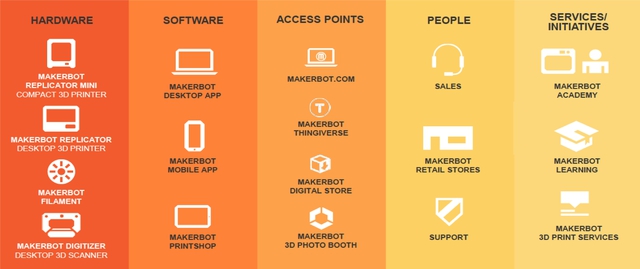 HARDWARE
MAKERBOT
REPLICATOR MINI
COMPACT 3D PRINTER
MAKERBOT REPLICATOR
DESKTOP 3D PRINTER
MAKERBOT
FILAMENT
MAKERBOT DIGITIZER
DESKTOP 3D SCANNER
SOFTWARE
MAKERBOT
DESKTOP APP
MAKERBOT
MOBILE APP
MAKERBOT
PRINTSHOP
ACCESS POINTS
MAKERBOT.COM
T
MAKERBOT
THINGIVERSE
MAKERBOT
DIGITAL STORE
MAKERBOT
3D PHOTO BOOTH
PEOPLE
SALES
MAKERBOT
RETAIL STORES
SUPPORT
SERVICES/
INITIATIVES
MAKERBOT
ACADEMY
MAKERBOT
LEARNING
MAKERBOT
3D PRINT SERVICES